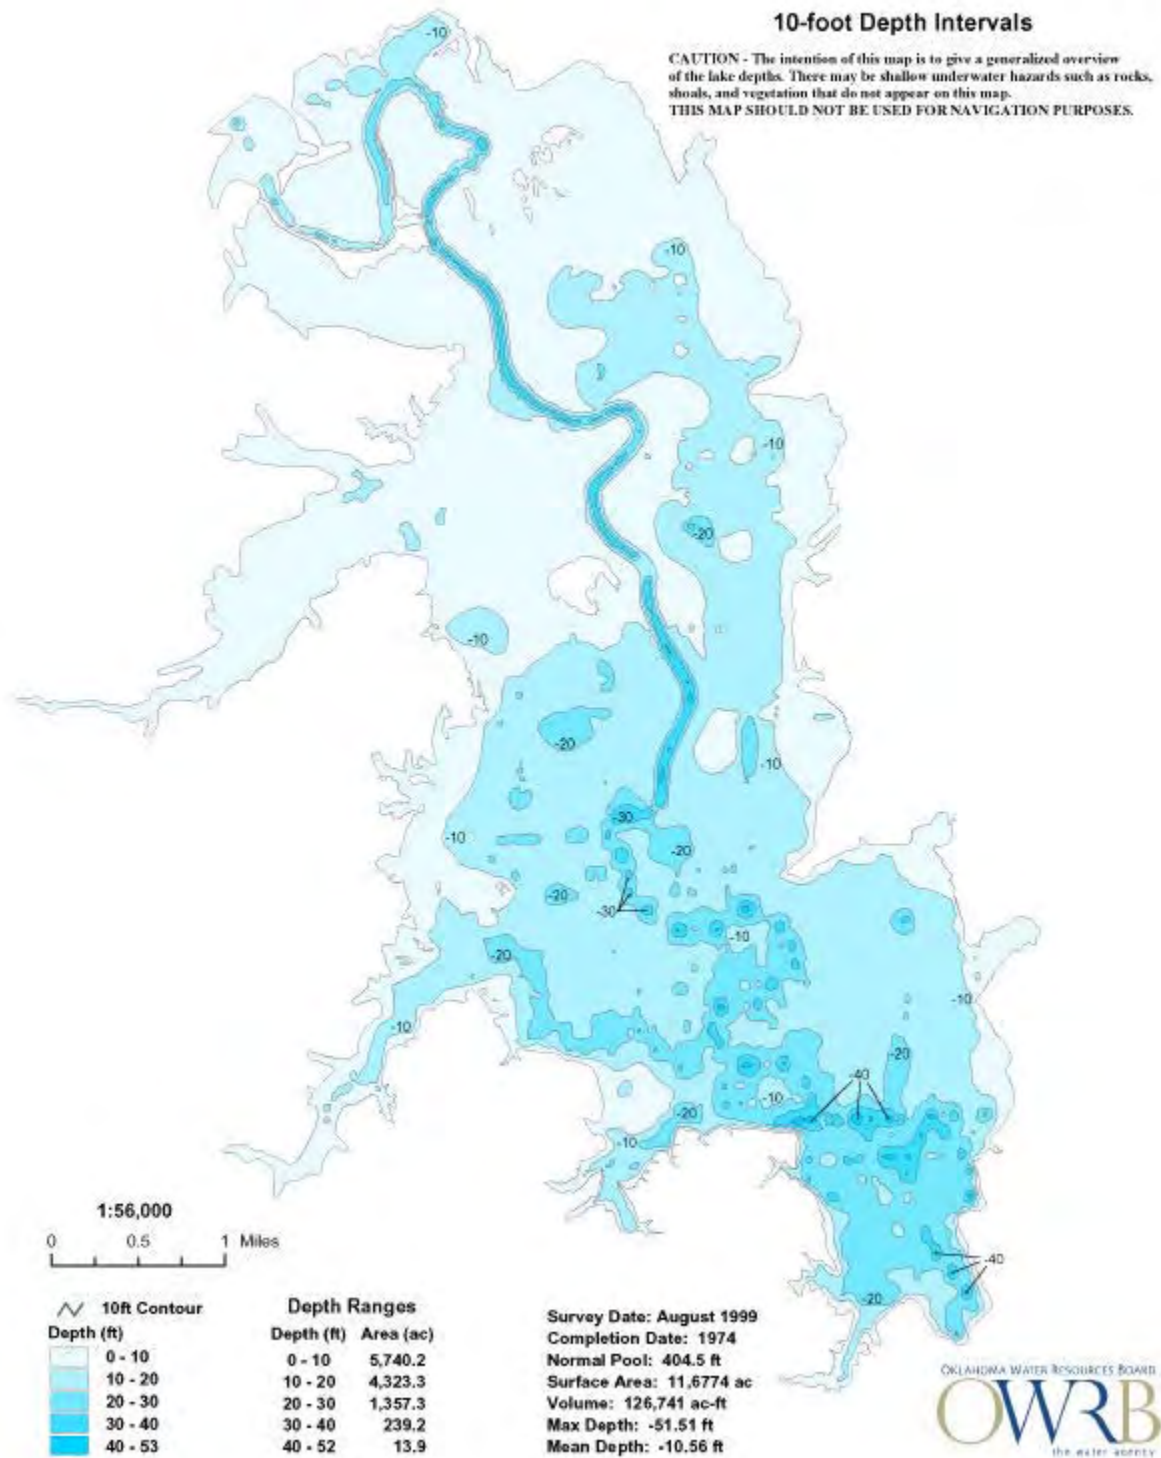 10-foot Depth Intervals
CAUTION - The intention of this map is to give a generalized overview
of the lake depths. There may be shallow underwater hazards such as rocks,
shoals, and vegetation that do not appear on this map.
THIS MAP SHOULD NOT BE USED FOR NAVIGATION PURPOSES.
-10
-10
-10
-20
-10
-20
-10
-30
-10
-20
-20
-30
-10
-20
-10
-10
-20
-40
-10
-20
-10
-40
-20
1:56,000
0 0.5 1 Miles
10ft Contour
Depth (ft)
0 - 10
10 - 20
20 - 30
30 - 40
40 - 53
Depth Ranges
Depth (ft) Area (ac)
0 - 10 5,740.2
10 - 20 4,323.3
20 - 30 1,357.3
30 - 40 239.2
40 - 52 13.9
Survey Date: August 1999
Completion Date: 1974
Normal Pool: 404.5 ft
Surface Area: 11,6774 ac
Volume: 126,741 ac-ft
Max Depth: -51.51 ft
Mean Depth: -10.56 ft
OKLAHOMA WATER RESOURCES BOARD
OWRB
the water agency